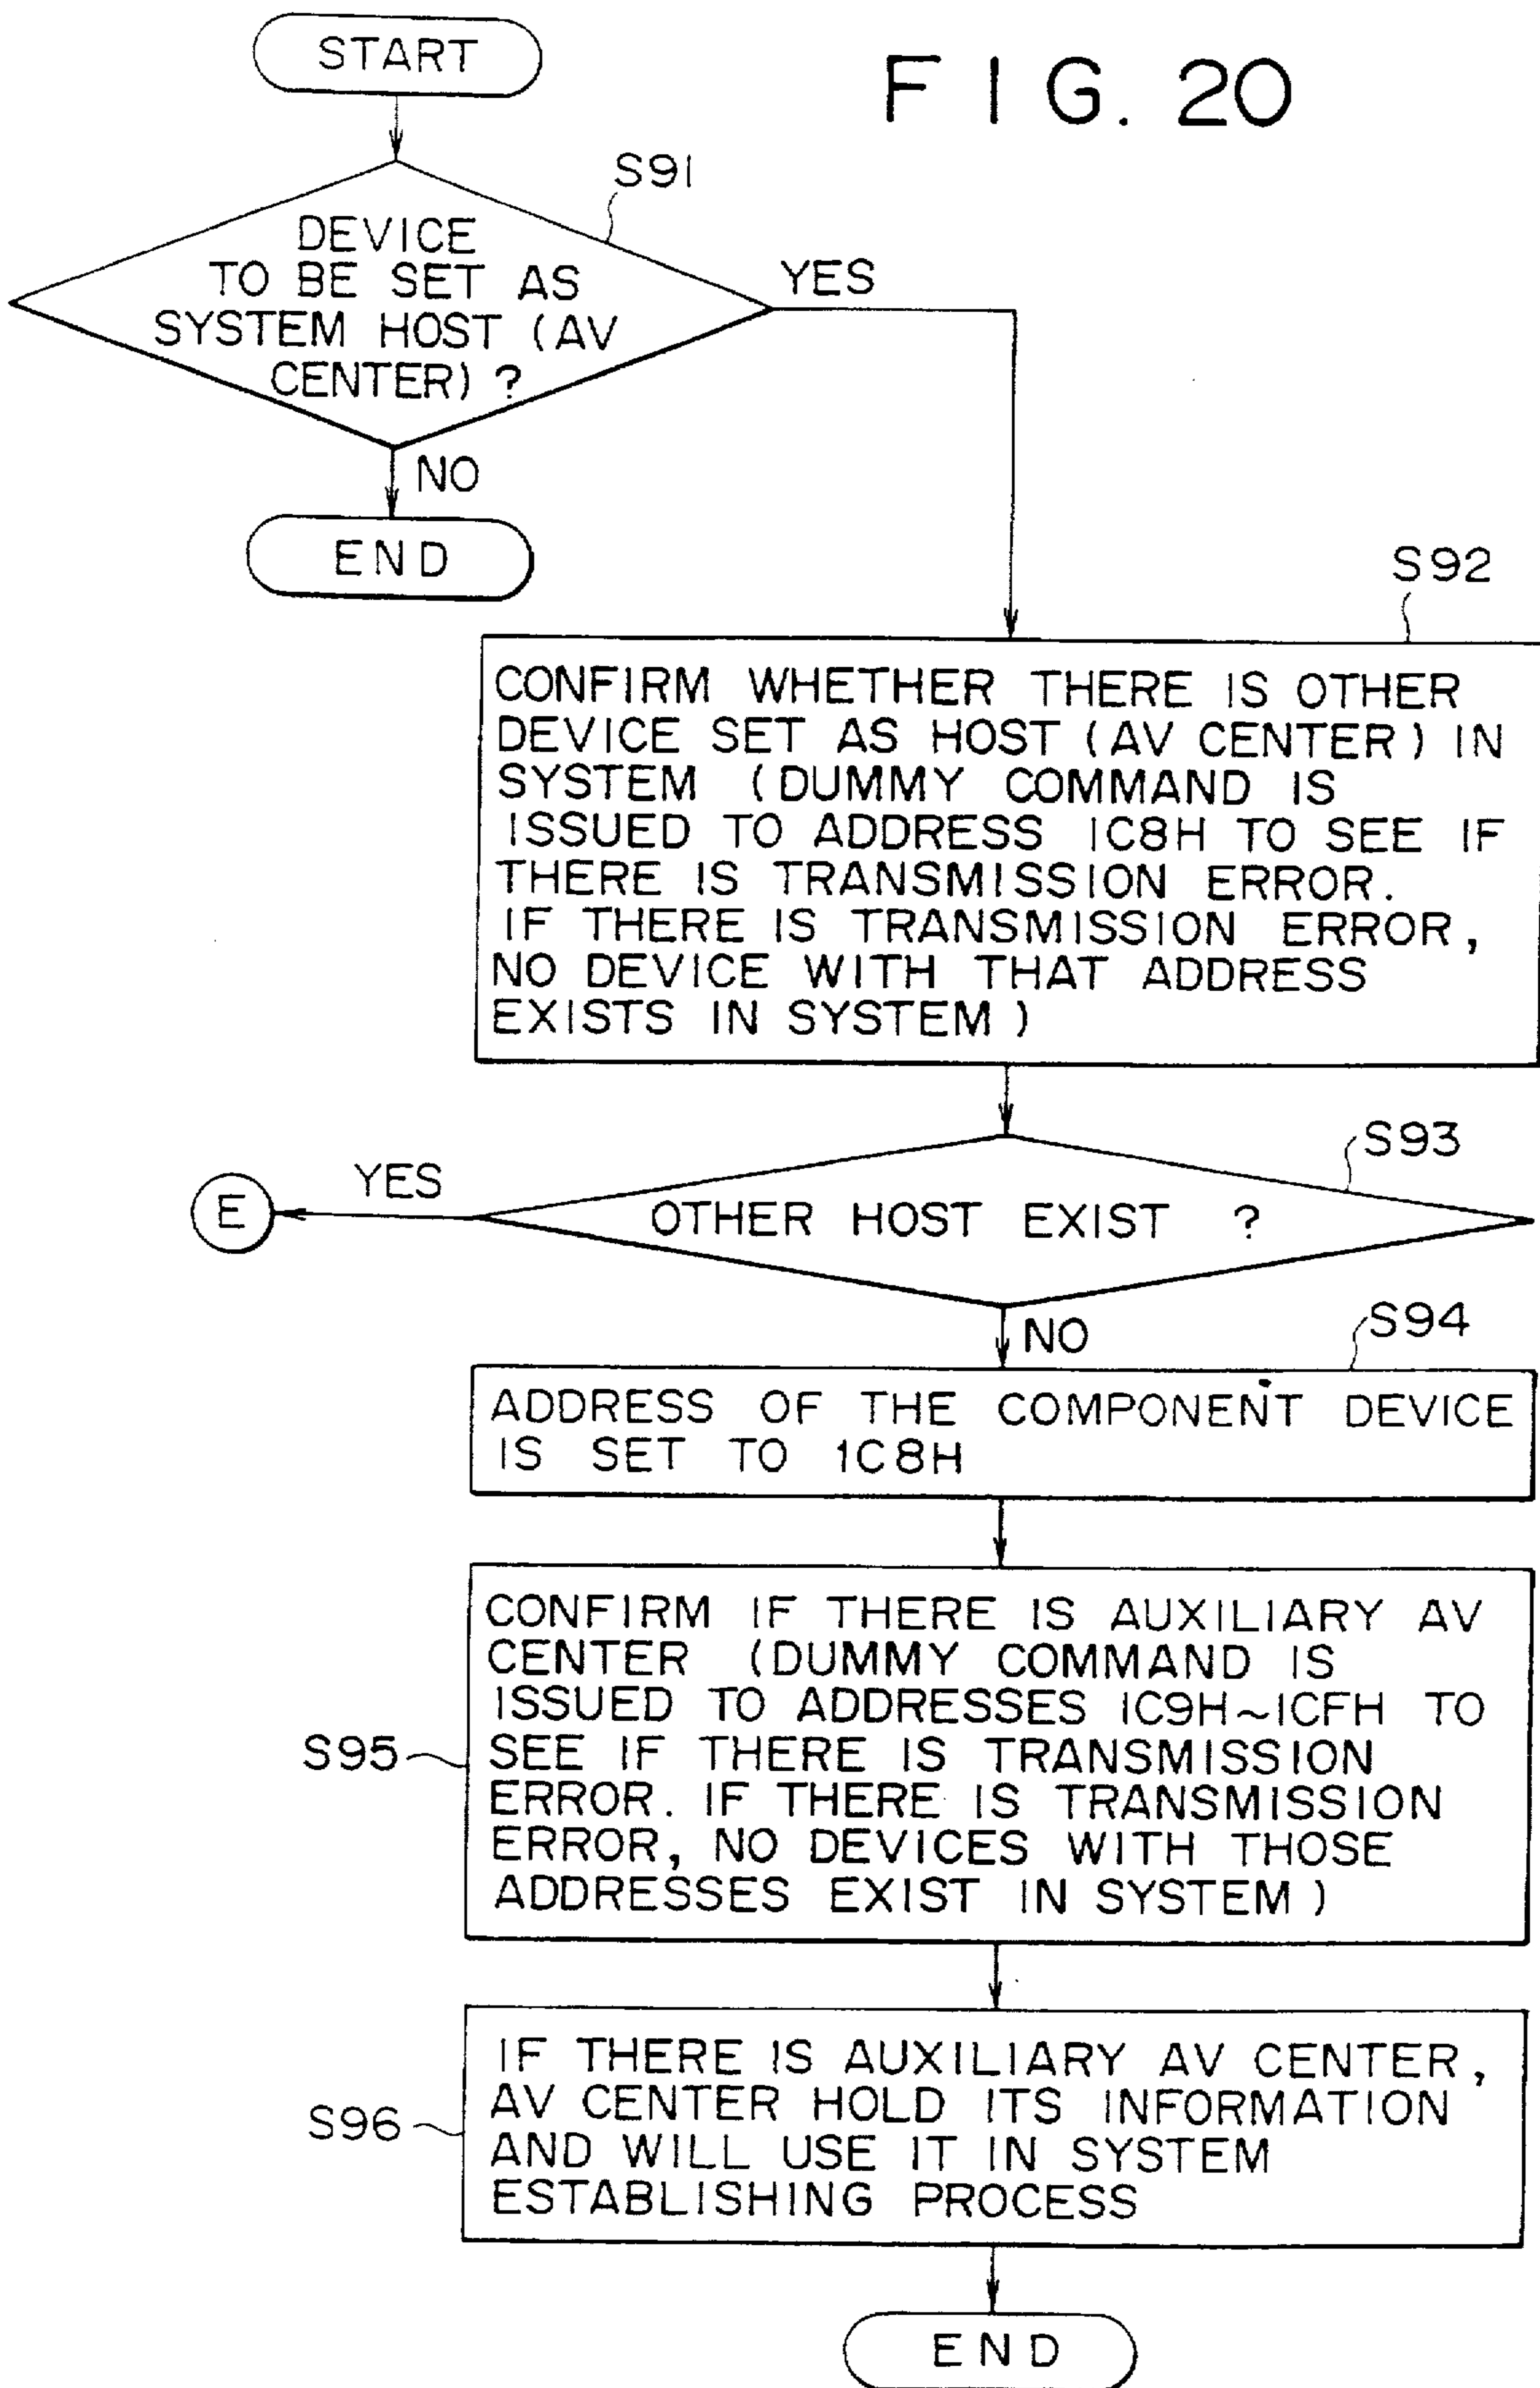 START
F I G. 20
S91
DEVICE
TO BE SET AS
SYSTEM HOST (AV
CENTER) ?
YES
NO
END
S92
CONFIRM WHETHER THERE IS OTHER
DEVICE SET AS HOST (AV CENTER) IN
SYSTEM (DUMMY COMMAND IS
ISSUED TO ADDRESS 1C8H TO SEE IF
THERE IS TRANSMISSION ERROR.
IF THERE IS TRANSMISSION ERROR,
NO DEVICE WITH THAT ADDRESS
EXISTS IN SYSTEM)
S93
YES
E
OTHER HOST EXIST ?
NO
S94
ADDRESS OF THE COMPONENT DEVICE
IS SET TO 1C8H
S95
CONFIRM IF THERE IS AUXILIARY AV
CENTER (DUMMY COMMAND IS
ISSUED TO ADDRESSES 1C9H~1CFH TO
SEE IF THERE IS TRANSMISSION
ERROR. IF THERE IS TRANSMISSION
ERROR, NO DEVICES WITH THOSE
ADDRESSES EXIST IN SYSTEM)
S96
IF THERE IS AUXILIARY AV CENTER,
AV CENTER HOLD ITS INFORMATION
AND WILL USE IT IN SYSTEM
ESTABLISHING PROCESS
END